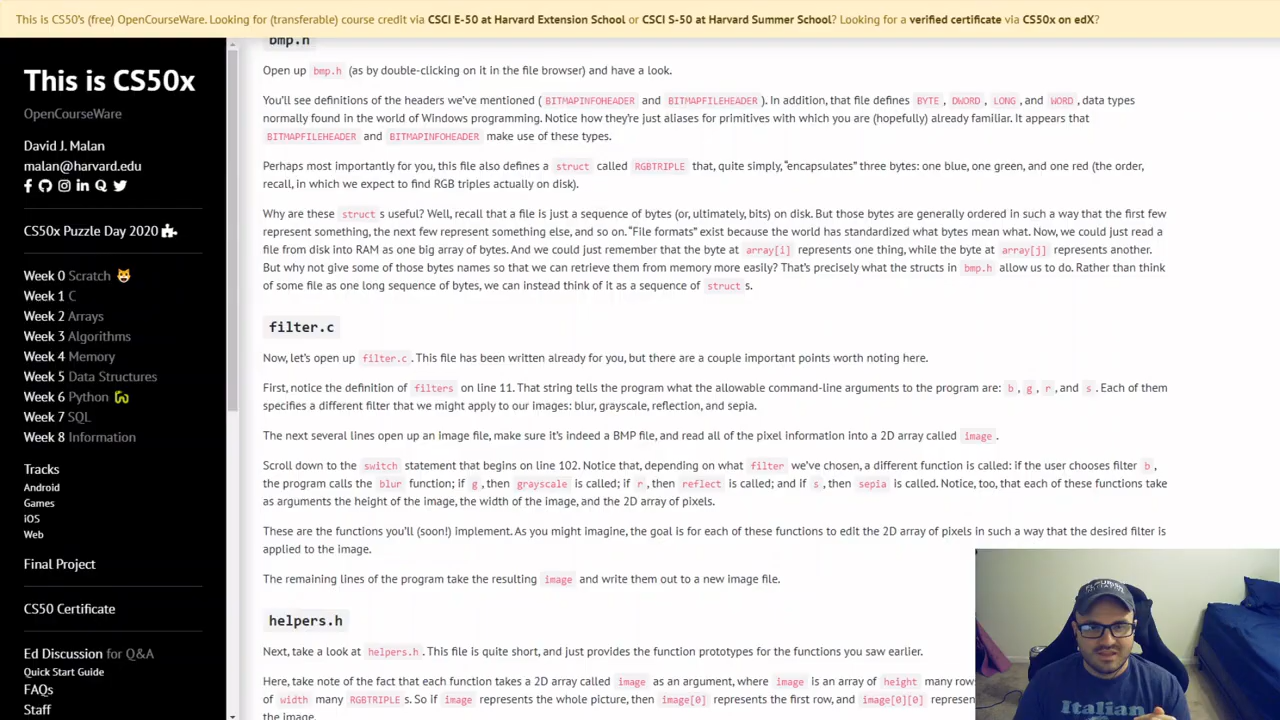 This is CS50's (free) OpenCourseWare. Looking for (transferable) course credit via CSCI E-50 at Harvard Extension School or CSCI S-50 at Harvard Summer School? Looking for a verified certificate via CS50x on edX?
This is CS50x
OpenCourseWare
David J. Malan
malan@harvard.edu
CS50x Puzzle Day 2020
Week 0 Scratch
Week 1 C
Week 2 Arrays
Week 3 Algorithms
Week 4 Memory
Week 5 Data Structures
Week 6 Python
Week 7 SQL
Week 8 Information
Tracks
Android
Games
iOS
Web
Final Project
CS50 Certificate
Ed Discussion for Q&A
Quick Start Guide
FAQs
Staff
bmp.h
Open up bmp.h (as by double-clicking on it in the file browser) and have a look.
You'll see definitions of the headers we've mentioned (BITMAPINFOHEADER and BITMAPFILEHEADER). In addition, that file defines BYTE, DWORD, LONG, and WORD, data types
normally found in the world of Windows programming. Notice how they're just aliases for primitives with which you are (hopefully) already familiar. It appears that
BITMAPFILEHEADER and BITMAPINFOHEADER make use of these types.
Perhaps most importantly for you, this file also defines a struct called RGBTRIPLE that, quite simply, “encapsulates” three bytes: one blue, one green, and one red (the order,
recall, in which we expect to find RGB triples actually on disk).
Why are these struct s useful? Well, recall that a file is just a sequence of bytes (or, ultimately, bits) on disk. But those bytes are generally ordered in such a way that the first few
represent something, the next few represent something else, and so on. “File formats” exist because the world has standardized what bytes mean what. Now, we could just read a
file from disk into RAM as one big array of bytes. And we could just remember that the byte at array[i] represents one thing, while the byte at array[j] represents another.
But why not give some of those bytes names so that we can retrieve them from memory more easily? That's precisely what the structs in bmp.h allow us to do. Rather than think
of some file as one long sequence of bytes, we can instead think of it as a sequence of struct s.
filter.c
Now, let's open up filter.c. This file has been written already for you, but there are a couple important points worth noting here.
First, notice the definition of filters on line 11. That string tells the program what the allowable command-line arguments to the program are: b, g, r, and s. Each of them
specifies a different filter that we might apply to our images: blur, grayscale, reflection, and sepia.
The next several lines open up an image file, make sure it's indeed a BMP file, and read all of the pixel information into a 2D array called image.
Scroll down to the switch statement that begins on line 102. Notice that, depending on what filter we've chosen, a different function is called: if the user chooses filter b,
the program calls the blur function; if g, then grayscale is called; if r, then reflect is called; and if s, then sepia is called. Notice, too, that each of these functions take
as arguments the height of the image, the width of the image, and the 2D array of pixels.
These are the functions you'll (soon!) implement. As you might imagine, the goal is for each of these functions to edit the 2D array of pixels in such a way that the desired filter is
applied to the image.
The remaining lines of the program take the resulting image and write them out to a new image file.
helpers.h
Next, take a look at helpers.h. This file is quite short, and just provides the function prototypes for the functions you saw earlier.
Here, take note of the fact that each function takes a 2D array called image as an argument, where image is an array of height many rows
of width many RGBTRIPLE s. So if image represents the whole picture, then image[0] represents the first row, and image[0][0] represen
the image.
Italian